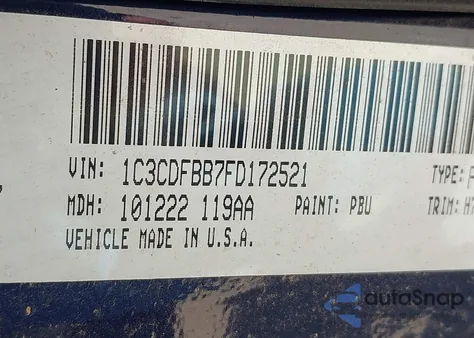 VIN: 1C3CDFBB7FD172521 TYPE:
MDH: 101222 119AA PAINT: PBU TRIM:
VEHICLE MADE IN U.S.A.
autoSnap